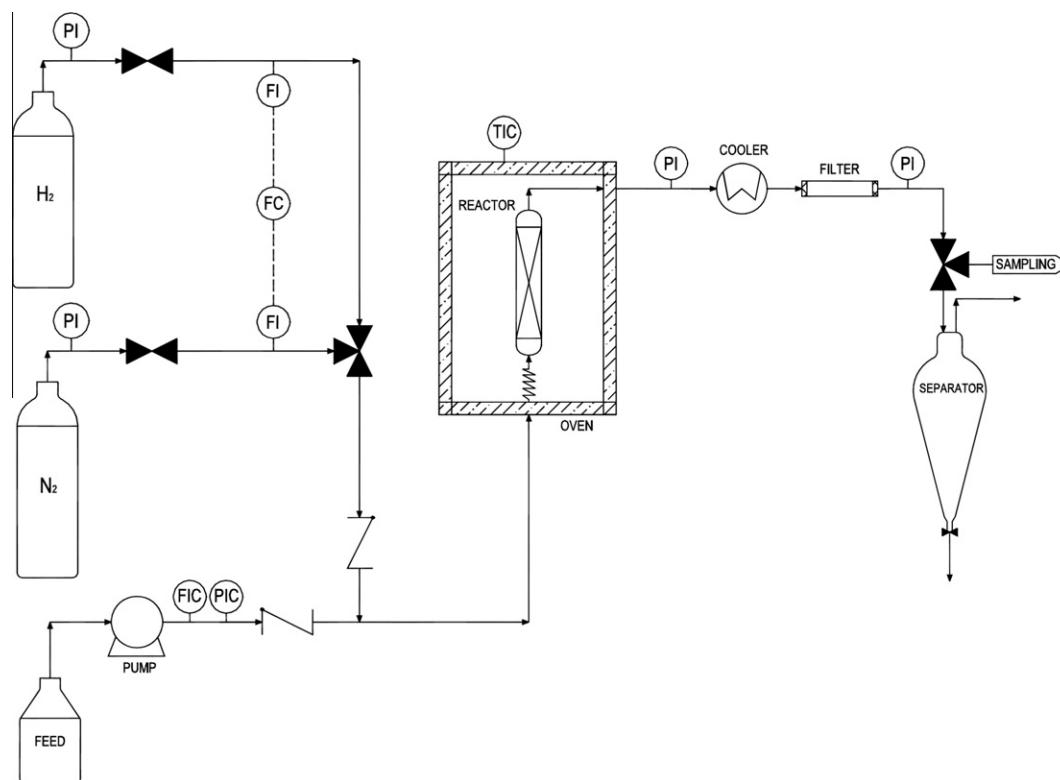 PI
FI
H₂
FC
PI
FI
N₂
TIC
REACTOR
OVEN
PI
COOLER
FILTER
PI
SAMPLING
SEPARATOR
FIC
PIC
PUMP
FEED